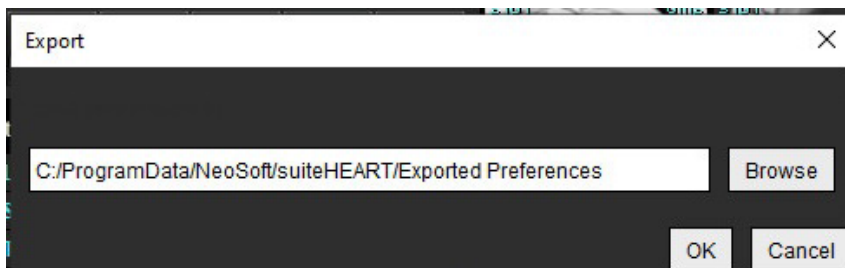 Export
C:/ProgramData/NeoSoft/suiteHEART/Exported Preferences
Browse
OK
Cancel